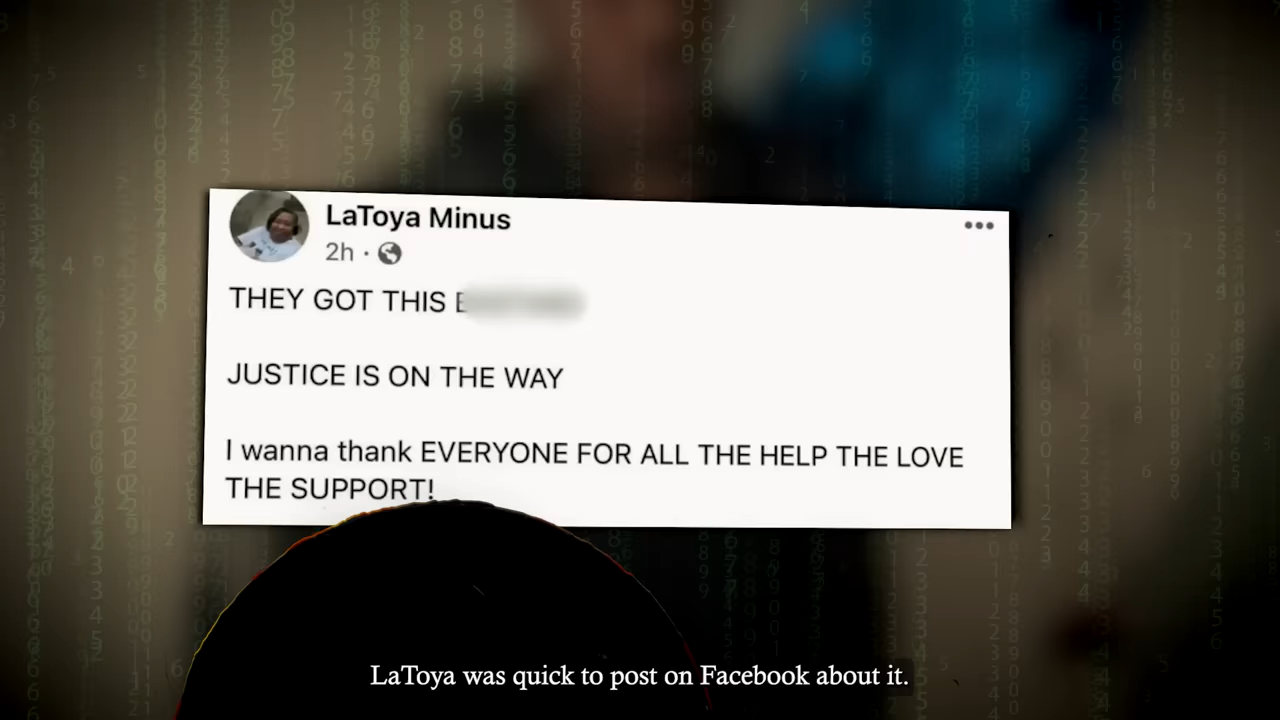 LaToya Minus
2h ·
THEY GOT THIS
JUSTICE IS ON THE WAY
I wanna thank EVERYONE FOR ALL THE HELP THE LOVE
THE SUPPORT!
LaToya was quick to post on Facebook about it.